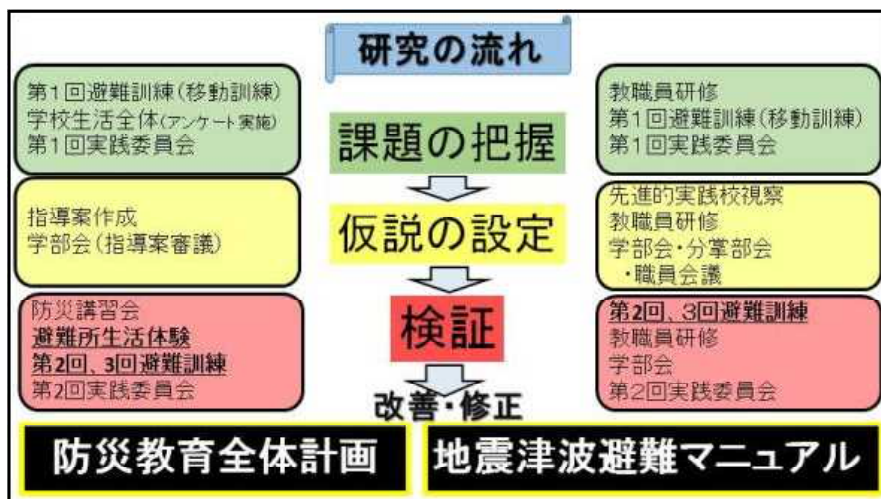 研究の流れ
第1回避難訓練(移動訓練)
学校生活全体(アンケート実施)
第1回実践委員会
課題の把握
教職員研修
第1回避難訓練(移動訓練)
第1回実践委員会
指導案作成
学部会(指導案審議)
仮説の設定
先進的実践校視察
教職員研修
学部会・分掌部会
・職員会議
防災講習会
避難所生活体験
第2回、3回避難訓練
第2回実践委員会
検証
第2回、3回避難訓練
教職員研修
学部会
第2回実践委員会
改善・修正
防災教育全体計画
地震津波避難マニュアル